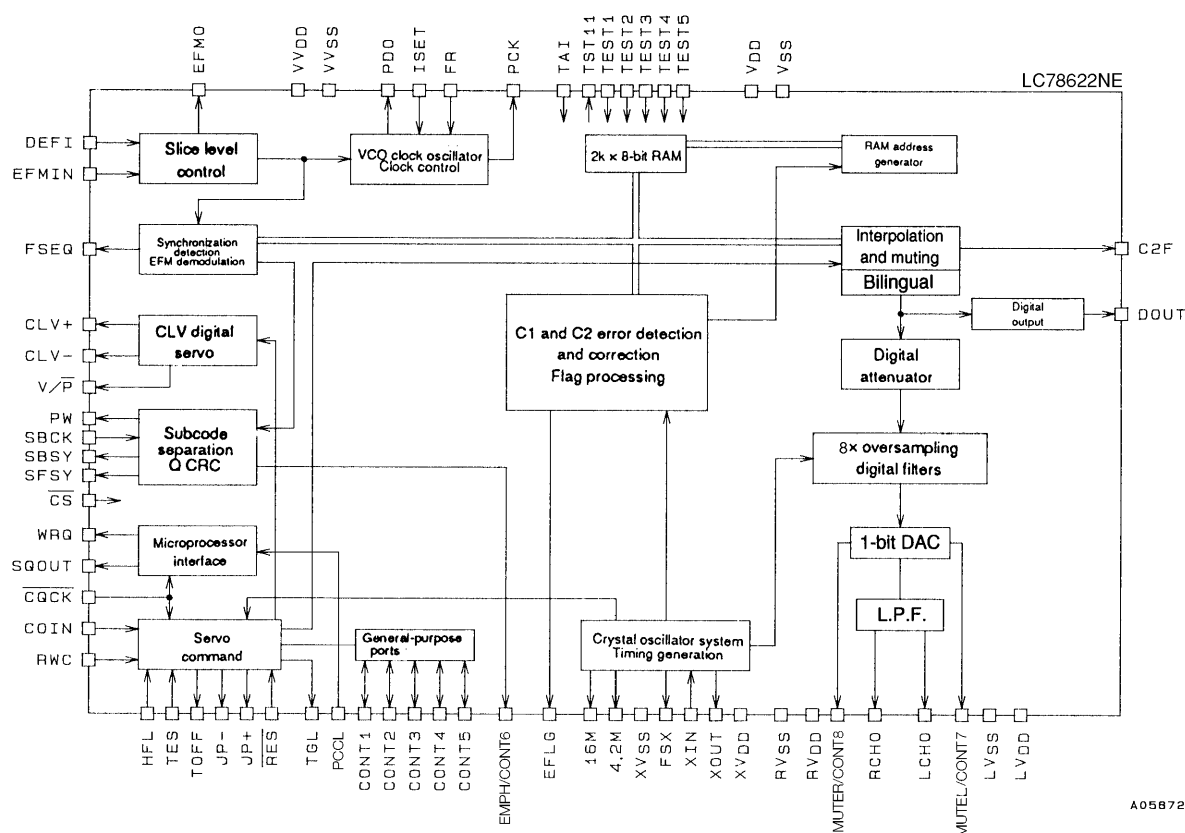 EFMO
VVDD
VVSS
PDO
ISET
FR
PCK
TAI
TST11
TEST1
TEST2
TEST3
TEST4
TEST5
VDD
VSS
LC78622NE
DEFI
EFMIN
Slice level
control
VCO clock oscillator
Clock control
2k × 8-bit RAM
RAM address
generator
FSEQ
Synchronization
detection
EFM demodulation
Interpolation
and muting
Bilingual
C2F
CLV+
CLV-
V/P
CLV digital
servo
C1 and C2 error detection
and correction
Flag processing
Digital
output
DOUT
Digital
attenuator
PW
SBCK
SBSY
SFSY
Subcode
separation
Q CRC
8× oversampling
digital filters
CS
WRQ
SQOUT
Microprocessor
interface
1-bit DAC
CQCK
COIN
RWC
Servo
command
General-purpose
ports
Crystal oscillator system
Timing generation
L.P.F.
HFL
TES
TOFF
JP-
JP+
RES
TGL
PCCL
CONT1
CONT2
CONT3
CONT4
CONT5
EMPH/CONT6
EFLG
16M
4.2M
XVSS
FSX
XIN
XOUT
XVDD
RVSS
RVDD
MUTER/CONT8
RCHO
LCHO
MUTEL/CONT7
LVSS
LVDD
A05872